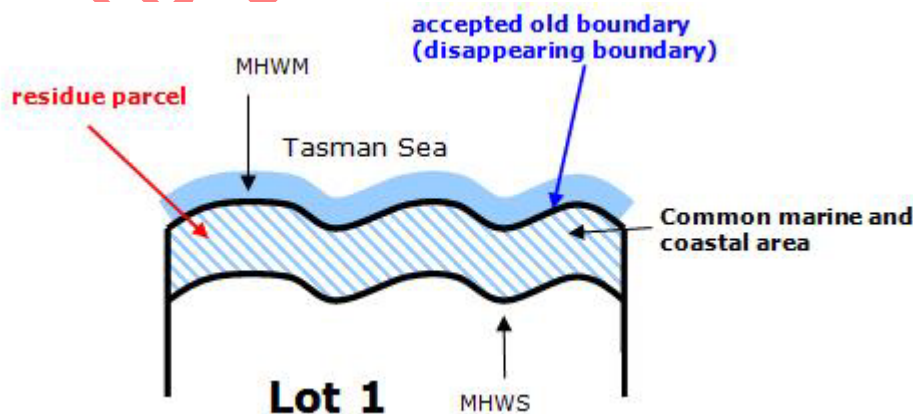 accepted old boundary
(disappearing boundary)
MHWM
residue parcel
Tasman Sea
Common marine and
coastal area
Lot 1
MHWS